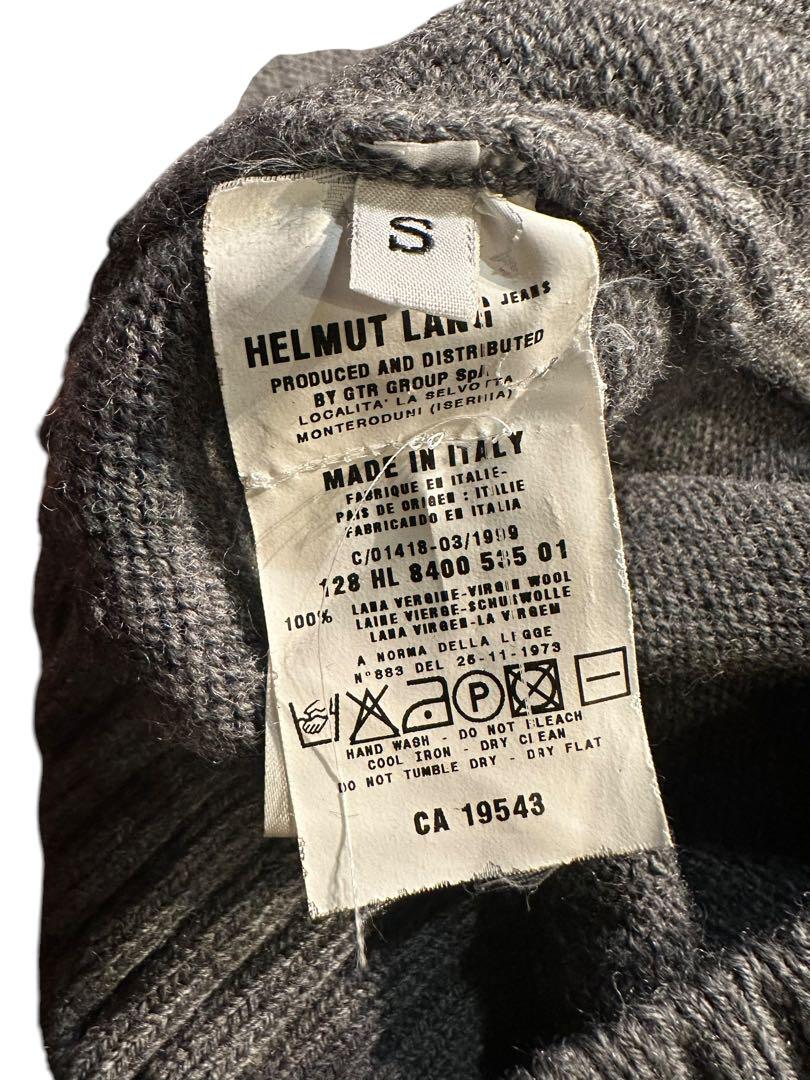 S
HELMUT LANG JEANS
PRODUCED AND DISTRIBUTED
BY GTR GROUP SpA
LOCALITA' LA SELVOTTA
MONTERODUNI (ISERNIA)
MADE IN ITALY
FABRIQUE EN ITALIE-
PAIS DE ORIGEN : ITALIE
FABRICANDO EN ITALIA
C/01418-03/1999
128 HL 8400 535 01
100% LANA VERGINE-VIRGIN WOOL
LAINE VIERGE-SCHURWOLLE
LANA VIRGEN-LA VIRGEM
A NORMA DELLA LEGGE
N°883 DEL 26-11-1973
P
HAND WASH - DO NOT BLEACH
COOL IRON - DRY CLEAN
DO NOT TUMBLE DRY - DRY FLAT
CA 19543